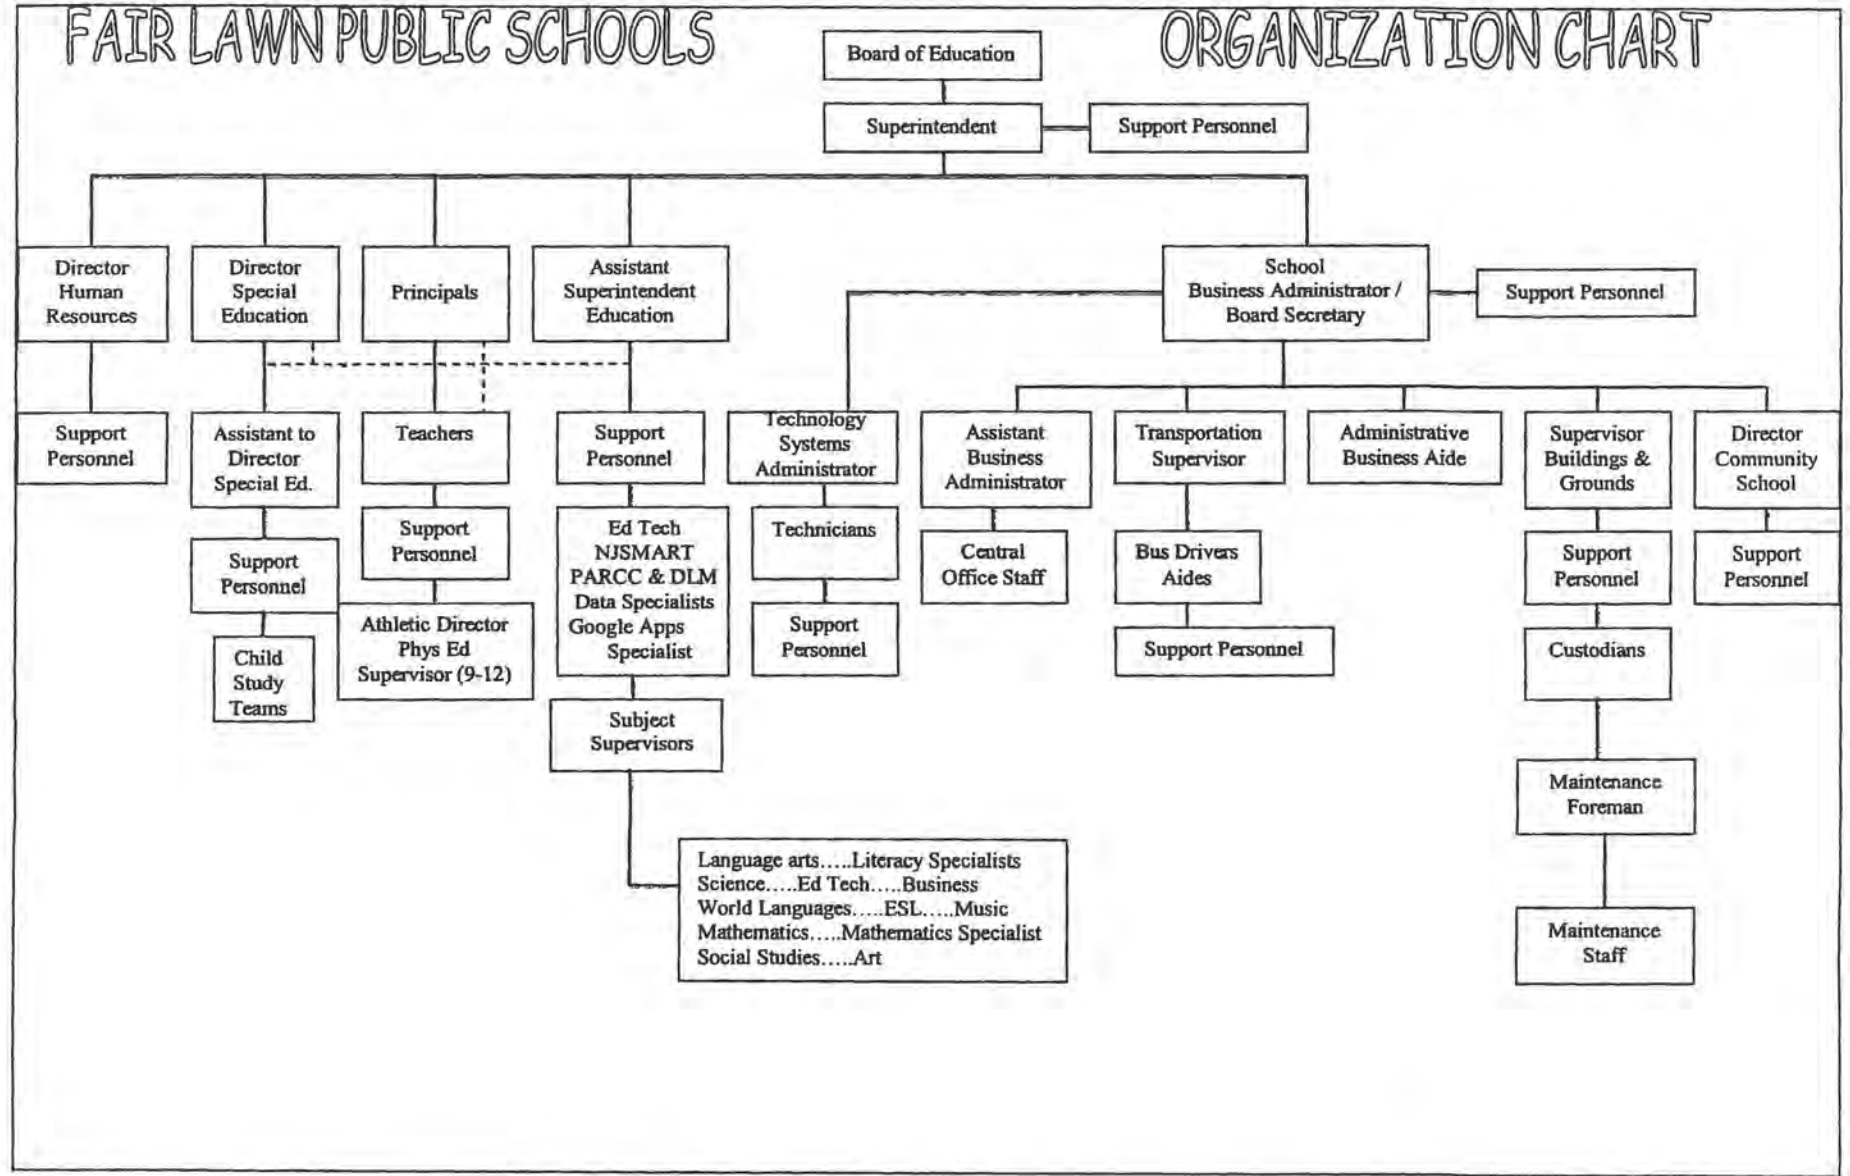 FAIR LAWN PUBLIC SCHOOLS
ORGANIZATION CHART
Board of Education
Superintendent
Support Personnel
Director
Human
Resources
Director
Special
Education
Principals
Assistant
Superintendent
Education
School
Business Administrator /
Board Secretary
Support Personnel
Support
Personnel
Assistant to
Director
Special Ed.
Teachers
Support
Personnel
Technology
Systems
Administrator
Assistant
Business
Administrator
Transportation
Supervisor
Administrative
Business Aide
Supervisor
Buildings &
Grounds
Director
Community
School
Support
Personnel
Support
Personnel
Ed Tech
NJSMART
PARCC & DLM
Data Specialists
Google Apps
Specialist
Technicians
Central
Office Staff
Bus Drivers
Aides
Support
Personnel
Support
Personnel
Child
Study
Teams
Athletic Director
Phys Ed
Supervisor (9-12)
Support
Personnel
Support Personnel
Custodians
Subject
Supervisors
Maintenance
Foreman
Language arts.....Literacy Specialists
Science.....Ed Tech.....Business
World Languages.....ESL.....Music
Mathematics.....Mathematics Specialist
Social Studies.....Art
Maintenance
Staff